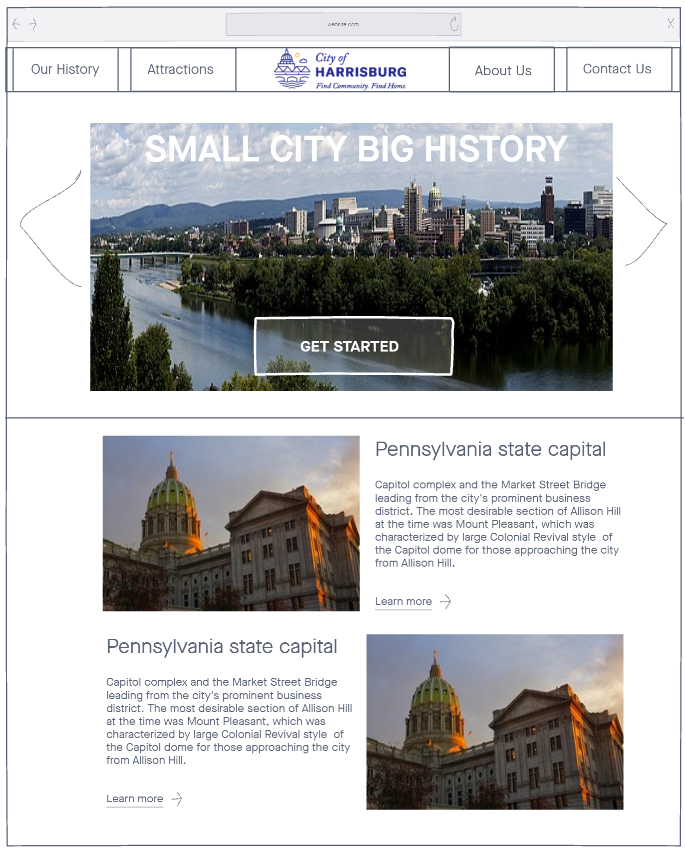 website.com
X
Our History
Attractions
City of
HARRISBURG
Find Community. Find Home.
About Us
Contact Us
SMALL CITY BIG HISTORY
GET STARTED
Pennsylvania state capital
Capitol complex and the Market Street Bridge
leading from the city's prominent business
district. The most desirable section of Allison Hill
at the time was Mount Pleasant, which was
characterized by large Colonial Revival style  of
the Capitol dome for those approaching the city
from Allison Hill.
Learn more
Pennsylvania state capital
Capitol complex and the Market Street Bridge
leading from the city's prominent business
district. The most desirable section of Allison Hill
at the time was Mount Pleasant, which was
characterized by large Colonial Revival style  of
the Capitol dome for those approaching the city
from Allison Hill.
Learn more